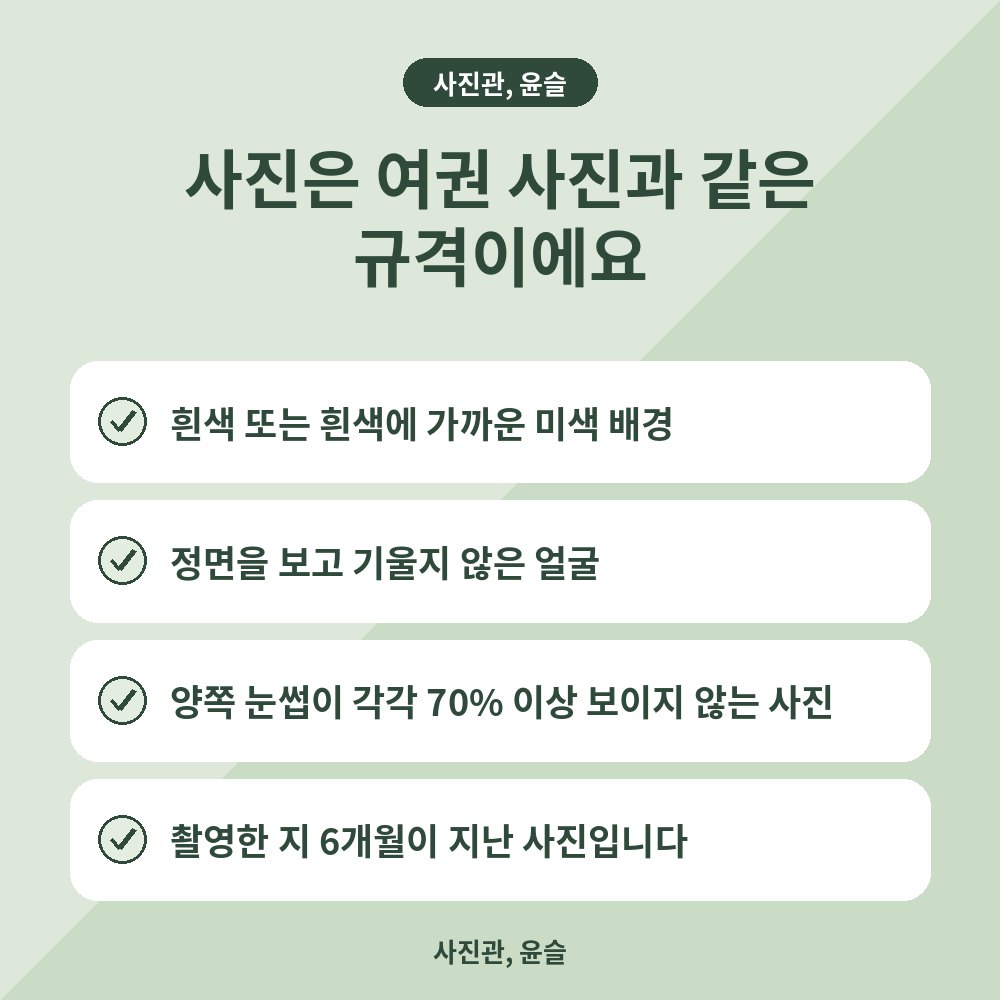 사진관, 윤슬
사진은 여권 사진과 같은
규격이에요
흰색 또는 흰색에 가까운 미색 배경
정면을 보고 기울지 않은 얼굴
양쪽 눈썹이 각각 70% 이상 보이지 않는 사진
촬영한 지 6개월이 지난 사진입니다
사진관, 윤슬